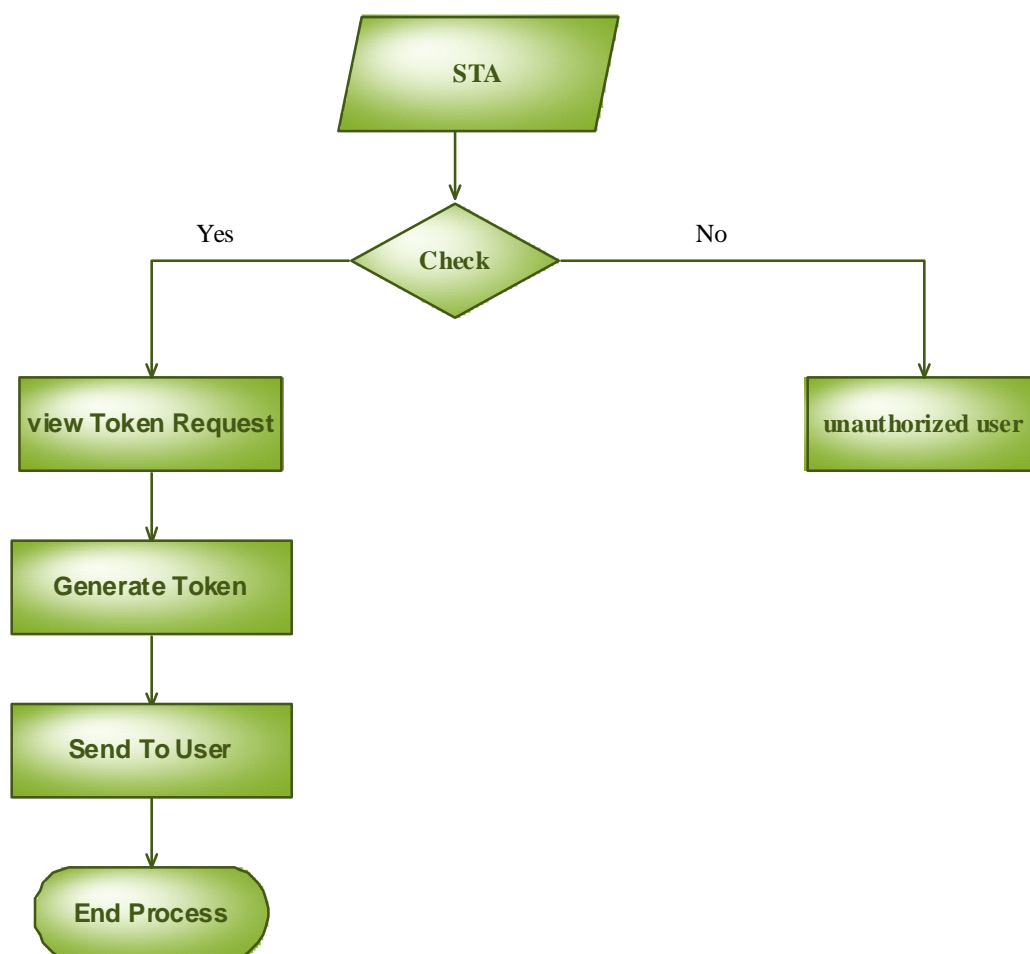 STA
Yes
No
Check
view Token Request
unauthorized user
Generate Token
Send To User
End Process